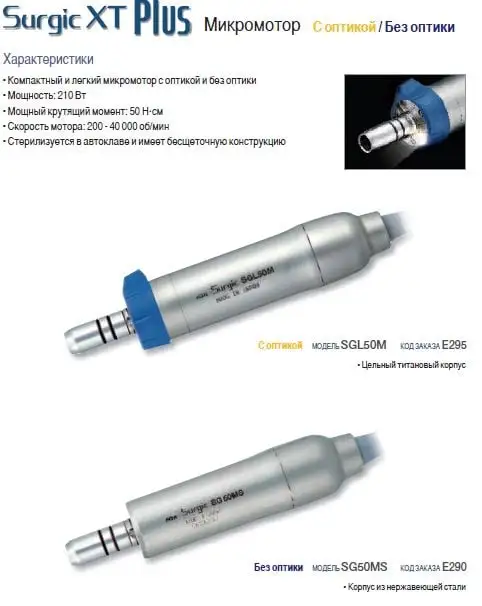 Surgic XT Plus Микромотор С оптикой / Без оптики
Характеристики
• Компактный и легкий микромотор с оптикой и без оптики
• Мощность: 210 Вт
• Мощный крутящий момент: 50 Н·см
• Скорость мотора: 200 - 40 000 об/мин
• Стерилизуется в автоклаве и имеет бесщеточную конструкцию
NSK Surgic SGL50M
MADE IN JAPAN
С оптикой МОДЕЛЬ SGL50M КОД ЗАКАЗА E295
• Цельный титановый корпус
NSK Surgic SG50MS
Без оптики МОДЕЛЬ SG50MS КОД ЗАКАЗА E290
• Корпус из нержавеющей стали